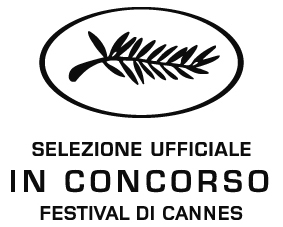 SELEZIONE UFFICIALE
IN CONCORSO
FESTIVAL DI CANNES